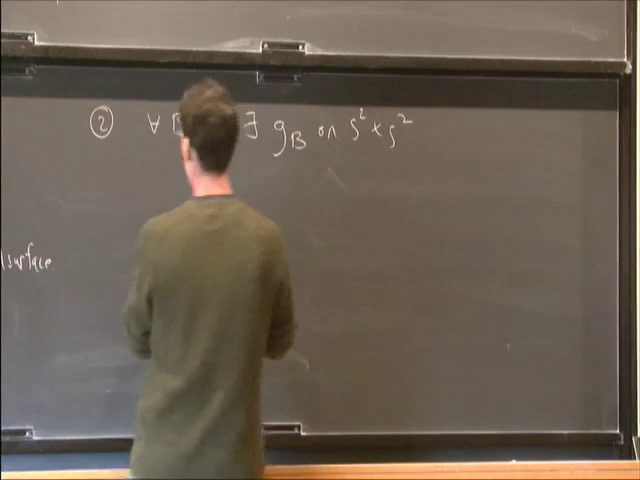 ② ∀ ∃ g_B on S² × S²
surface